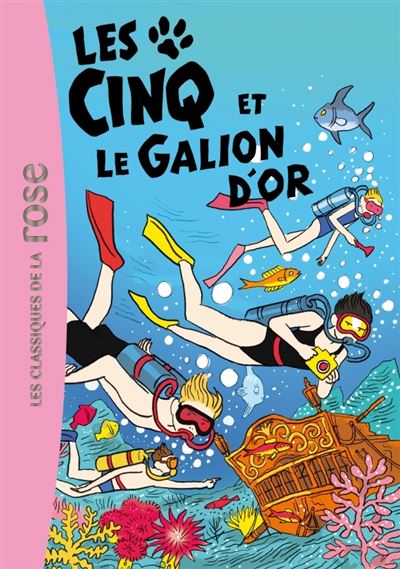 LES
CINQ ET
LE GALION
D'OR
LES CLASSIQUES DE LA rose